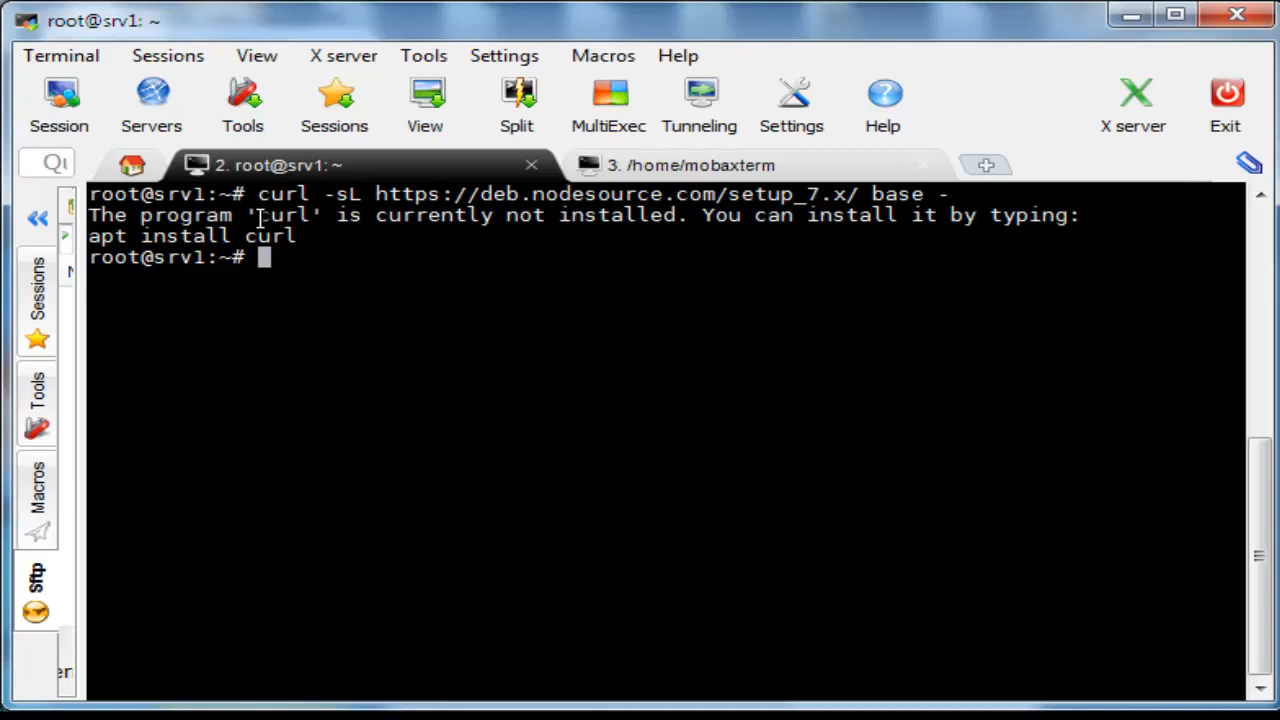 root@srv1: ~
Terminal Sessions View X server Tools Settings Macros Help
Session Servers Tools Sessions View Split MultiExec Tunneling Settings Help X server Exit
Qu 2. root@srv1: ~ 3. /home/mobaxterm
root@srv1:~# curl -sL https://deb.nodesource.com/setup_7.x/ base -
The program 'curl' is currently not installed. You can install it by typing:
apt install curl
root@srv1:~#
Sessions
Tools
Macros
Sftp